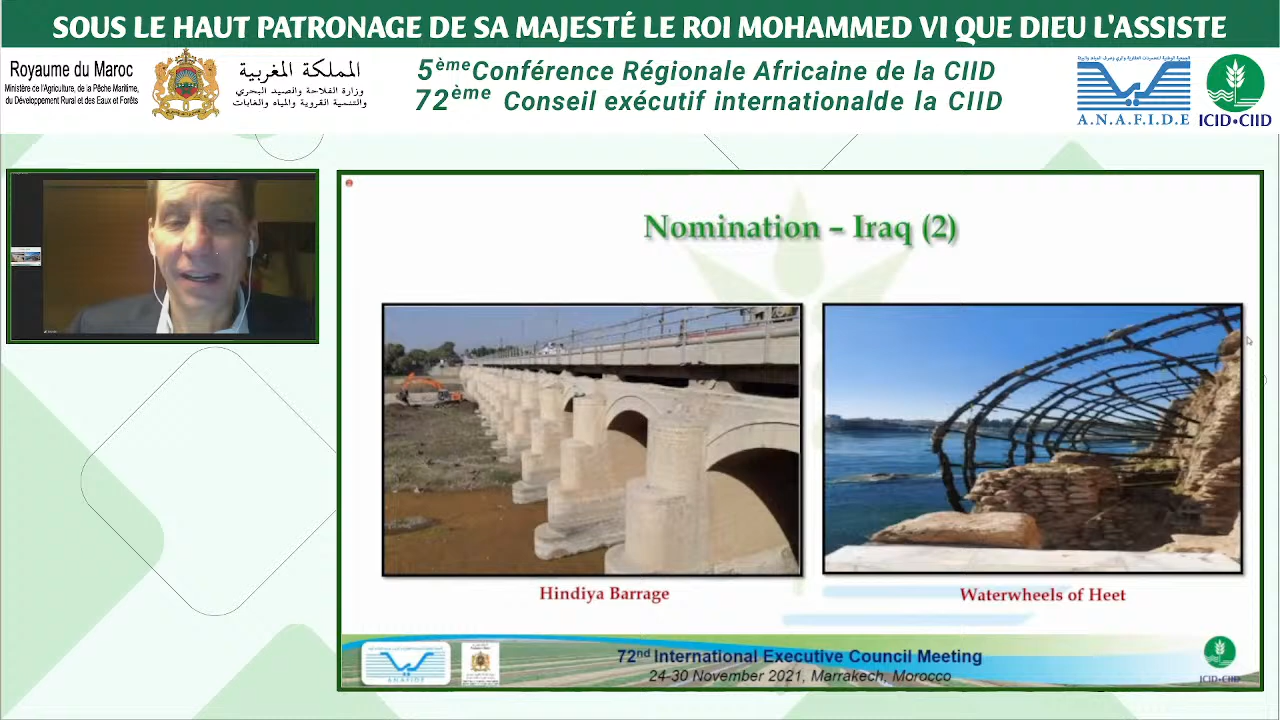 SOUS LE HAUT PATRONAGE DE SA MAJESTÉ LE ROI MOHAMMED VI QUE DIEU L'ASSISTE
Royaume du Maroc
Ministère de l'Agriculture, de la Pêche Maritime,
du Développement Rural et des Eaux et Forêts
المملكة المغربية
وزارة الفلاحة والصيد البحري
والتنمية القروية والمياه والغابات
5ème Conférence Régionale Africaine de la CIID
72ème Conseil exécutif internationalde la CIID
A.N.A.F.I.D.E
ICID•CIID
Nomination – Iraq (2)
Hindiya Barrage
Waterwheels of Heet
ANAFIDE
72nd International Executive Council Meeting
24-30 November 2021, Marrakech, Morocco
ICID•CIID